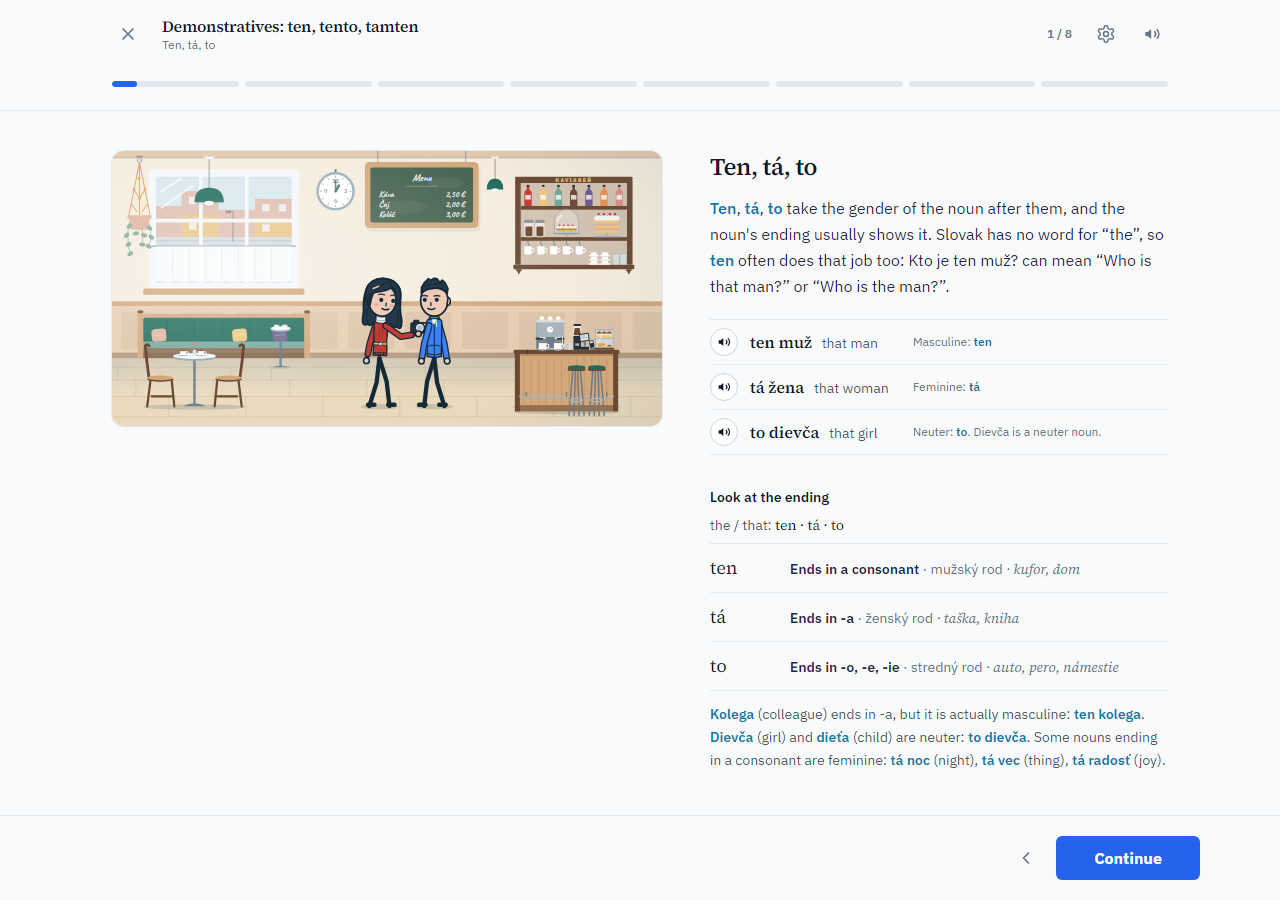 Demonstratives: ten, tento, tamten
Ten, tá, to
1 / 8
Menu
Káva 2,50 €
Čaj 2,00 €
Koláč 3,00 €
KAVIAREŇ
Ten, tá, to
Ten, tá, to take the gender of the noun after them, and the
noun's ending usually shows it. Slovak has no word for “the”, so
ten often does that job too: Kto je ten muž? can mean “Who is
that man?” or “Who is the man?”.
ten muž that man Masculine: ten
tá žena that woman Feminine: tá
to dievča that girl Neuter: to. Dievča is a neuter noun.
Look at the ending
the / that: ten · tá · to
ten Ends in a consonant · mužský rod · kufor, dom
tá Ends in -a · ženský rod · taška, kniha
to Ends in -o, -e, -ie · stredný rod · auto, pero, námestie
Kolega (colleague) ends in -a, but it is actually masculine: ten kolega.
Dievča (girl) and dieťa (child) are neuter: to dievča. Some nouns ending
in a consonant are feminine: tá noc (night), tá vec (thing), tá radosť (joy).
Continue